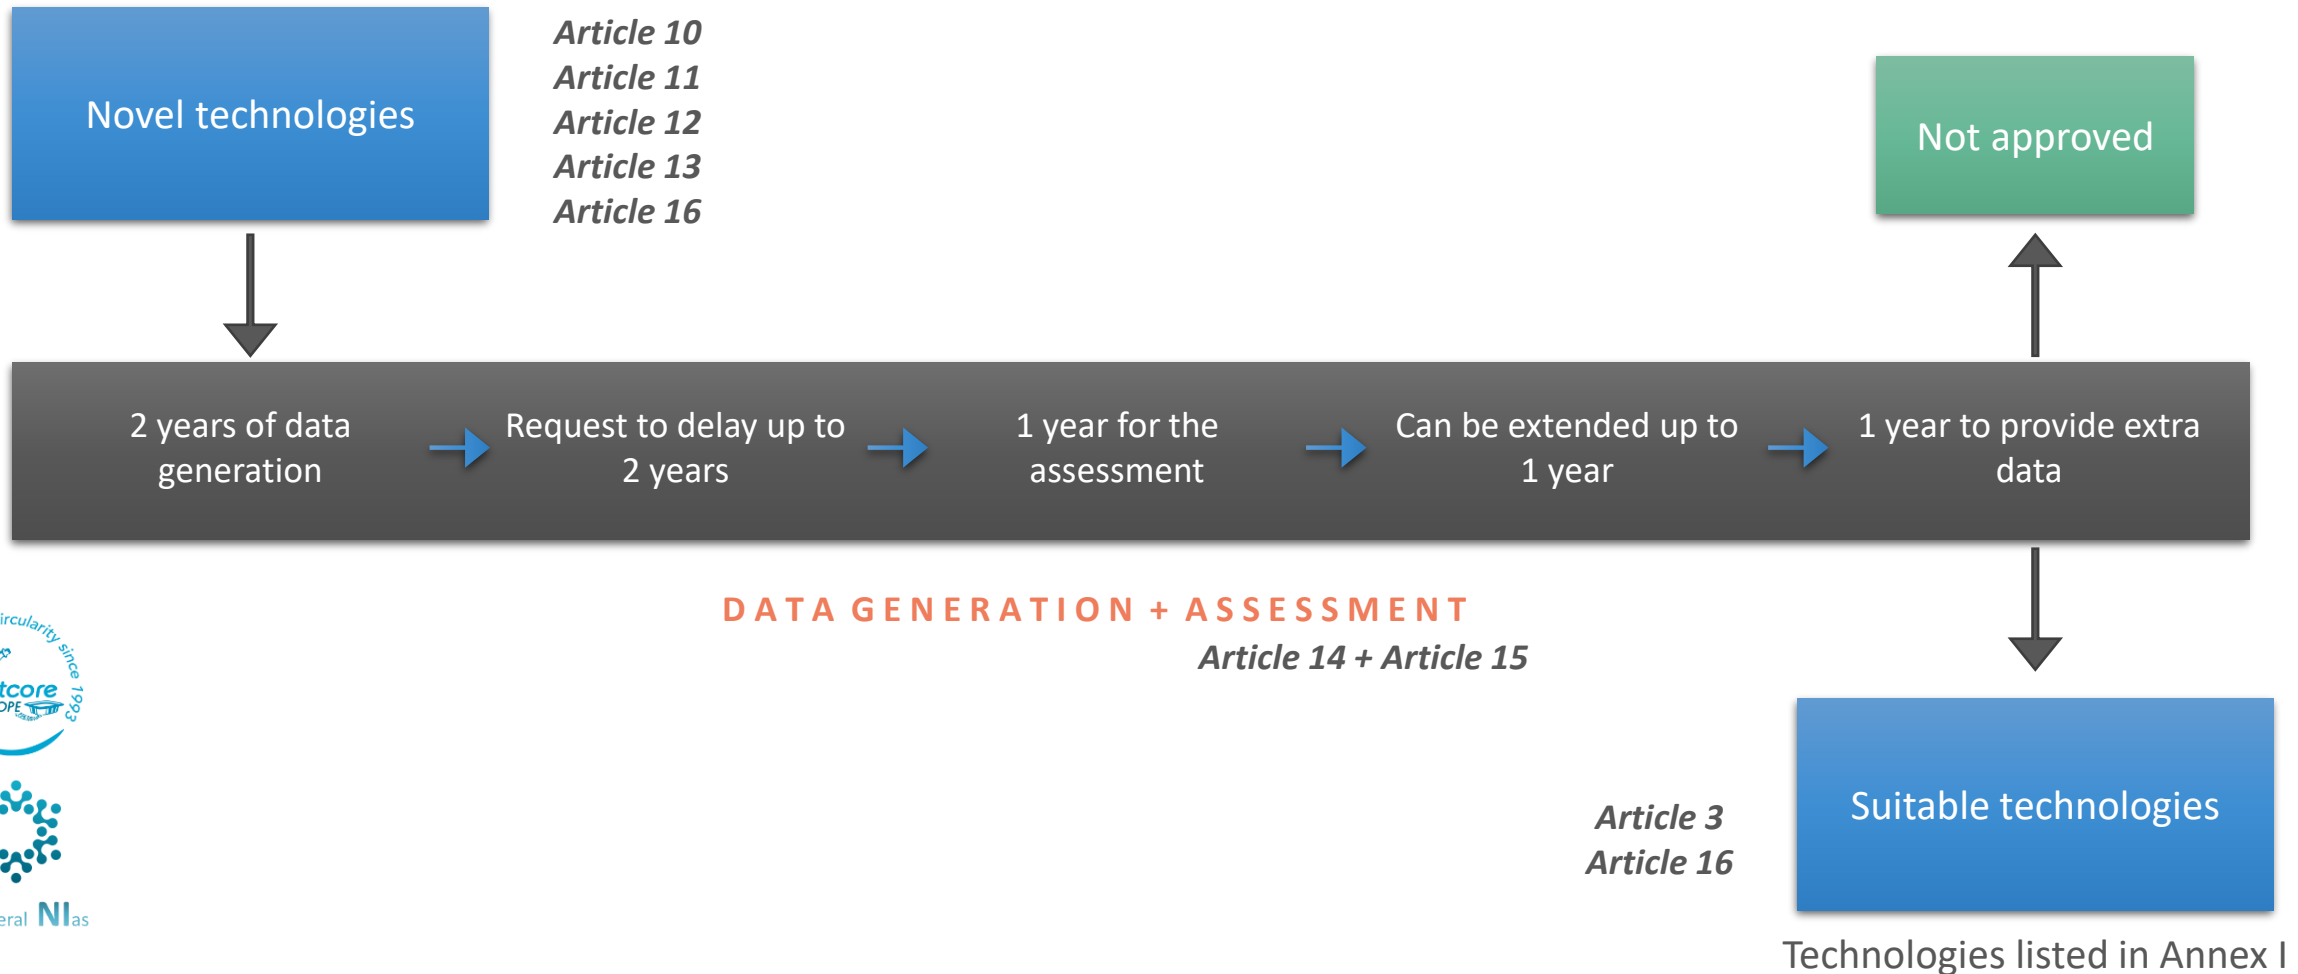 Novel technologies
Article 10
Article 11
Article 12
Article 13
Article 16
Not approved
2 years of data
generation
Request to delay up to
2 years
1 year for the
assessment
Can be extended up to
1 year
1 year to provide extra
data
DATA GENERATION + ASSESSMENT
Article 14 + Article 15
since 1993
Article 3
Article 16
Suitable technologies
NIas
Technologies listed in Annex I